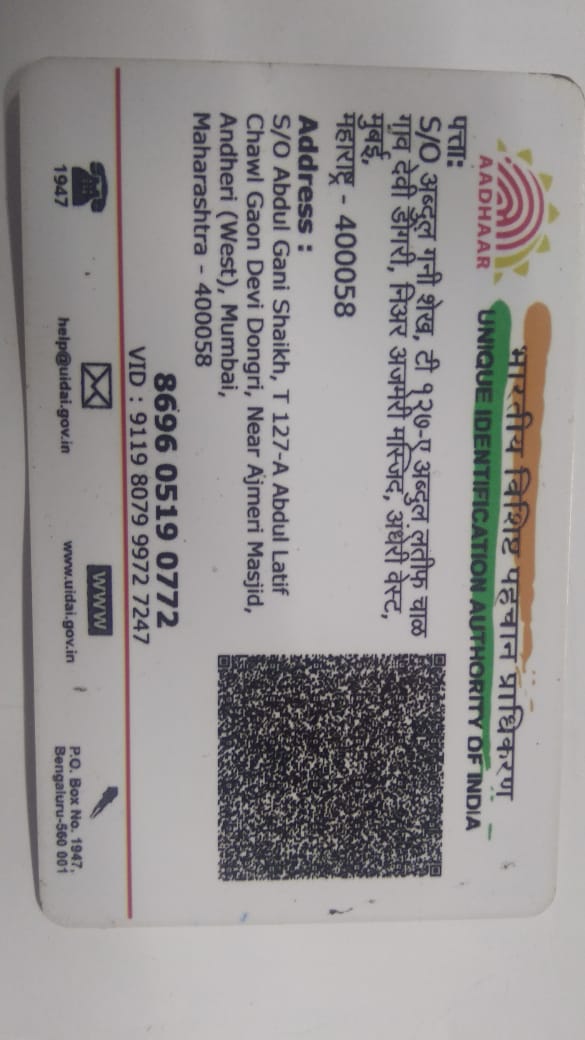 भारतीय विशिष्ट पहचान प्राधिकरण
UNIQUE IDENTIFICATION AUTHORITY OF INDIA
AADHAAR
पत्ता:
S/O अब्दुल गनी शेख, टी १२७-ए अब्दुल लतीफ चाळ
गाव देवी डोंगरी, निअर अजमेरी मस्जिद, अंधेरी वेस्ट,
मुंबई,
महाराष्ट्र - 400058
Address :
S/O Abdul Gani Shaikh, T 127-A Abdul Latif
Chawl Gaon Devi Dongri, Near Ajmeri Masjid,
Andheri (West), Mumbai,
Maharashtra - 400058
8696 0519 0772
VID : 9119 8079 9972 7247
1947
help@uidai.gov.in
www
www.uidai.gov.in
P.O. Box No. 1947,
Bengaluru-560 001